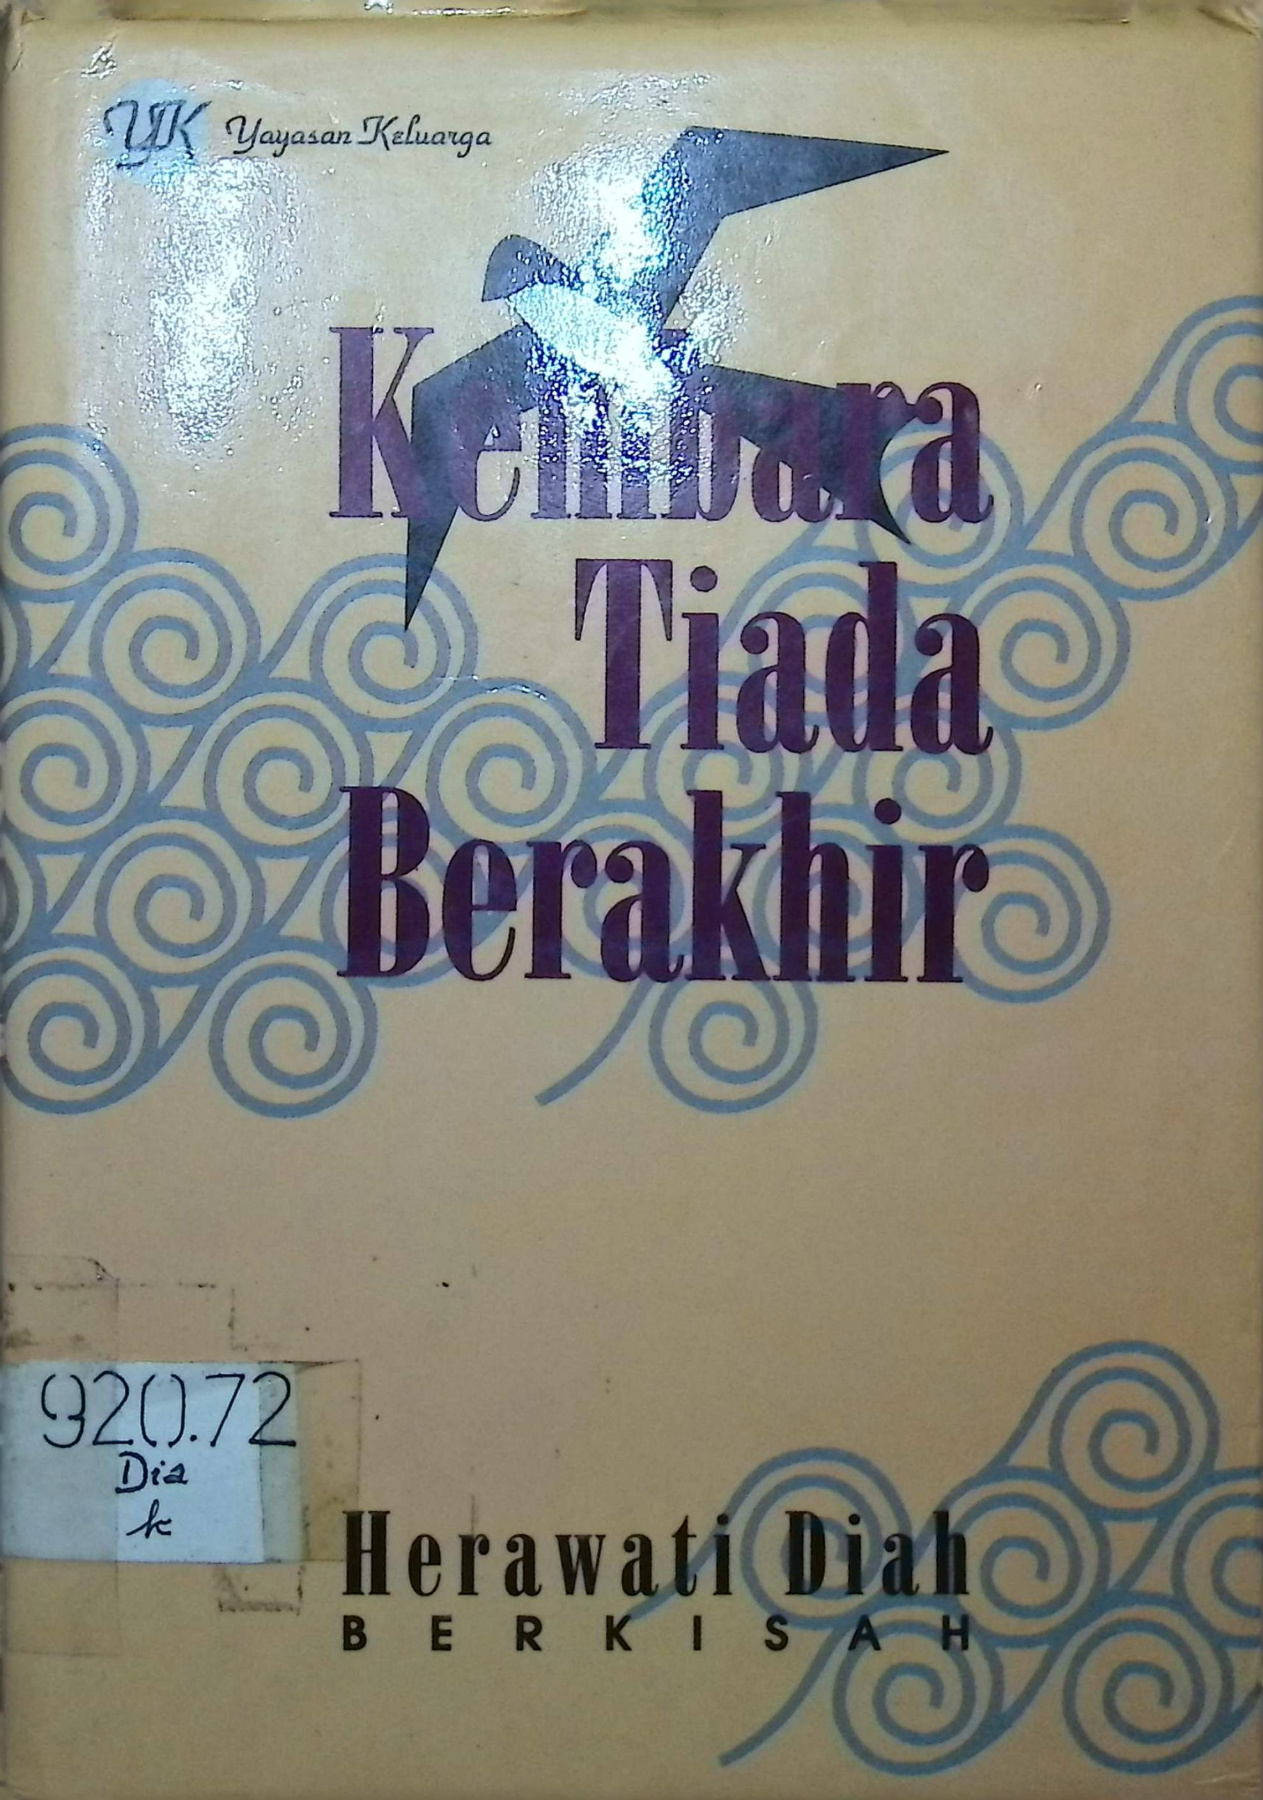 YK Yayasan Keluarga
Kembara
Tiada
Berakhir
920.72
Dia
k
Herawati Diah
BERKISAH